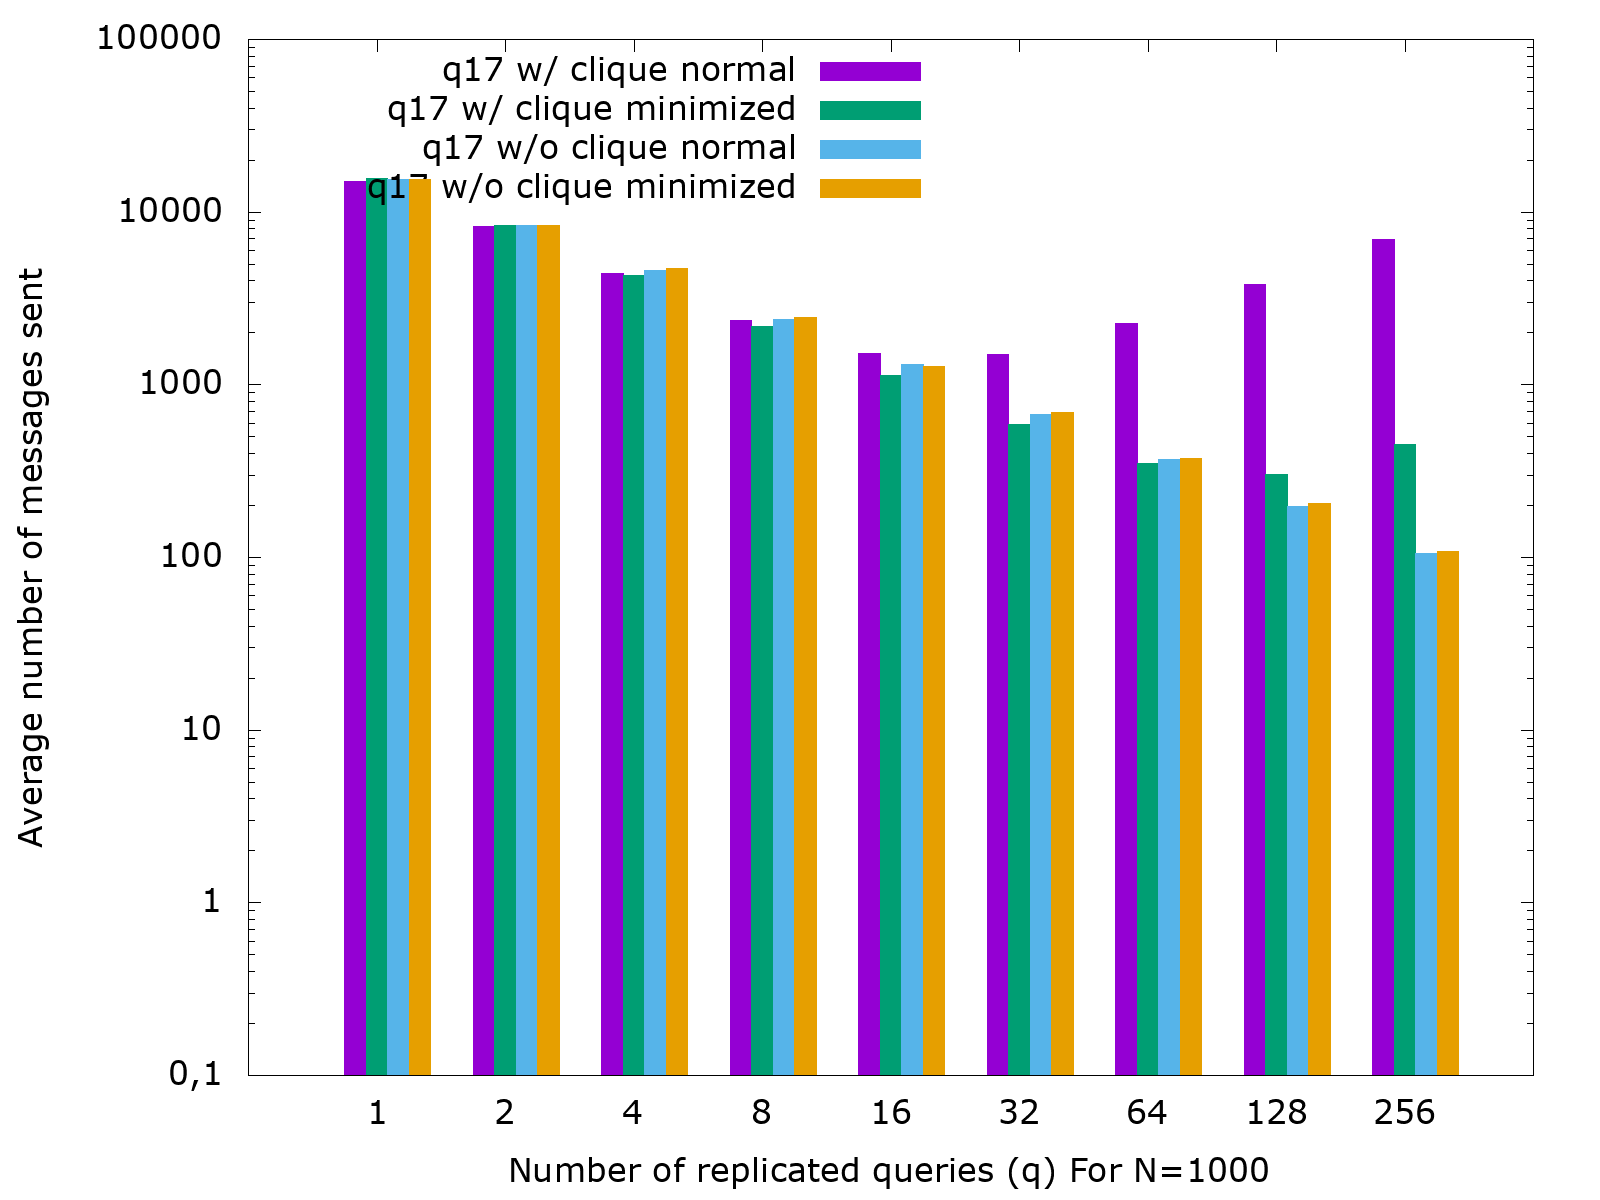 100000
10000
1000
100
10
1
0,1
Average number of messages sent
q17 w/ clique normal
q17 w/ clique minimized
q17 w/o clique normal
q17 w/o clique minimized
1 2 4 8 16 32 64 128 256
Number of replicated queries (q) For N=1000